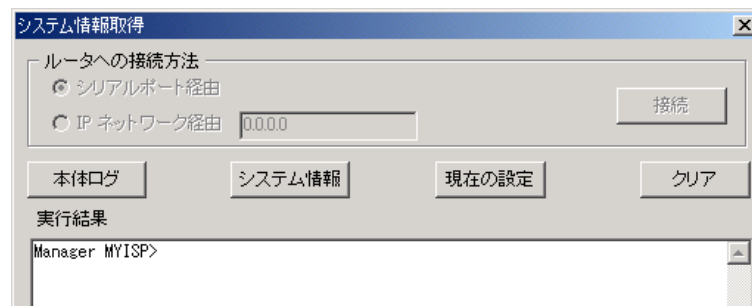 システム情報取得
ルータへの接続方法
シリアルポート経由
IP ネットワーク経由 0.0.0.0
接続
本体ログ システム情報 現在の設定 クリア
実行結果
Manager MYISP>